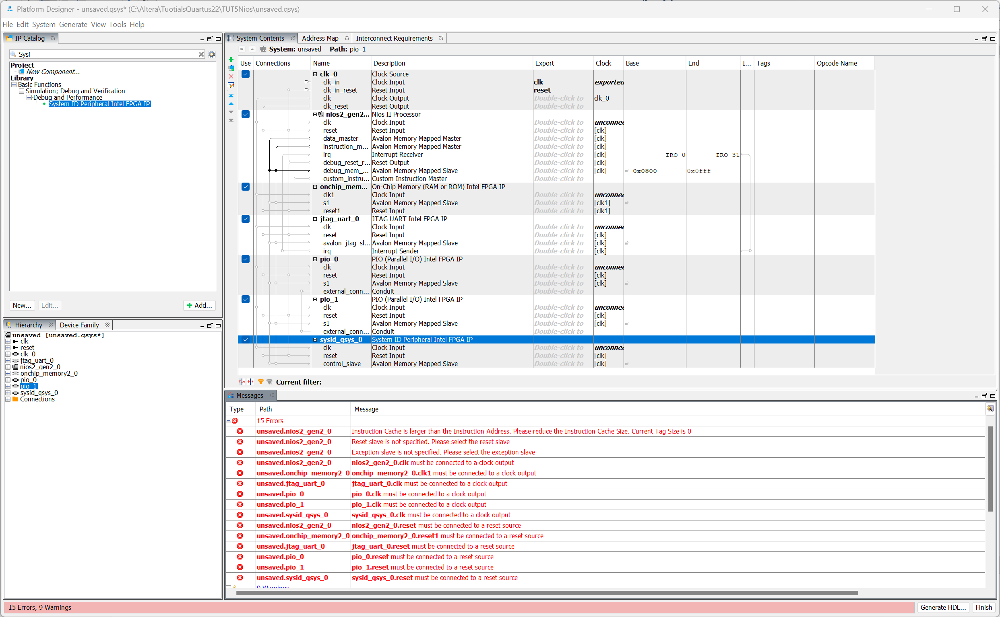 Platform Designer - unsaved.qsys* (C:\Altera\TuotialsQuartus22\TUT5Nios\unsaved.qsys)
File Edit System Generate View Tools Help
IP Catalog
Sysi
Project
New Component...
Library
Basic Functions
Simulation; Debug and Verification
Debug and Performance
System ID Peripheral Intel FPGA IP
New... Edit... Add...
Hierarchy Device Family
unsaved [unsaved.qsys*]
clk
reset
clk_0
jtag_uart_0
nios2_gen2_0
onchip_memory2_0
pio_0
pio_1
sysid_qsys_0
Connections
System Contents Address Map Interconnect Requirements
System: unsaved Path: pio_1
Use Connections Name Description Export Clock Base End I... Tags Opcode Name
clk_0 Clock Source
clk_in Clock Input clk exported
clk_in_reset Reset Input reset
clk Clock Output Double-click to clk_0
clk_reset Reset Output Double-click to
nios2_gen2... Nios II Processor
clk Clock Input Double-click to unconnec
reset Reset Input Double-click to [clk]
data_master Avalon Memory Mapped Master Double-click to [clk]
instruction_m... Avalon Memory Mapped Master Double-click to [clk]
irq Interrupt Receiver Double-click to [clk] IRQ 0 IRQ 31
debug_reset_r... Reset Output Double-click to [clk]
debug_mem_... Avalon Memory Mapped Slave Double-click to [clk] 0x0800 0x0fff
custom_instru... Custom Instruction Master Double-click to
onchip_mem... On-Chip Memory (RAM or ROM) Intel FPGA IP
clk1 Clock Input Double-click to unconnec
s1 Avalon Memory Mapped Slave Double-click to [clk1]
reset1 Reset Input Double-click to [clk1]
jtag_uart_0 JTAG UART Intel FPGA IP
clk Clock Input Double-click to unconnec
reset Reset Input Double-click to [clk]
avalon_jtag_sl... Avalon Memory Mapped Slave Double-click to [clk]
irq Interrupt Sender Double-click to [clk]
pio_0 PIO (Parallel I/O) Intel FPGA IP
clk Clock Input Double-click to unconnec
reset Reset Input Double-click to [clk]
s1 Avalon Memory Mapped Slave Double-click to [clk]
external_conn... Conduit Double-click to
pio_1 PIO (Parallel I/O) Intel FPGA IP
clk Clock Input Double-click to unconnec
reset Reset Input Double-click to [clk]
s1 Avalon Memory Mapped Slave Double-click to [clk]
external_conn... Conduit Double-click to
sysid_qsys_0 System ID Peripheral Intel FPGA IP
clk Clock Input Double-click to unconnec
reset Reset Input Double-click to [clk]
control_slave Avalon Memory Mapped Slave Double-click to [clk]
Current filter:
Messages
Type Path Message
15 Errors
unsaved.nios2_gen2_0 Instruction Cache is larger than the Instruction Address. Please reduce the Instruction Cache Size. Current Tag Size is 0
unsaved.nios2_gen2_0 Reset slave is not specified. Please select the reset slave
unsaved.nios2_gen2_0 Exception slave is not specified. Please select the exception slave
unsaved.nios2_gen2_0 nios2_gen2_0.clk must be connected to a clock output
unsaved.onchip_memory2_0 onchip_memory2_0.clk1 must be connected to a clock output
unsaved.jtag_uart_0 jtag_uart_0.clk must be connected to a clock output
unsaved.pio_0 pio_0.clk must be connected to a clock output
unsaved.pio_1 pio_1.clk must be connected to a clock output
unsaved.sysid_qsys_0 sysid_qsys_0.clk must be connected to a clock output
unsaved.nios2_gen2_0 nios2_gen2_0.reset must be connected to a reset source
unsaved.onchip_memory2_0 onchip_memory2_0.reset1 must be connected to a reset source
unsaved.jtag_uart_0 jtag_uart_0.reset must be connected to a reset source
unsaved.pio_0 pio_0.reset must be connected to a reset source
unsaved.pio_1 pio_1.reset must be connected to a reset source
unsaved.sysid_qsys_0 sysid_qsys_0.reset must be connected to a reset source
9 Warnings
15 Errors, 9 Warnings Generate HDL... Finish